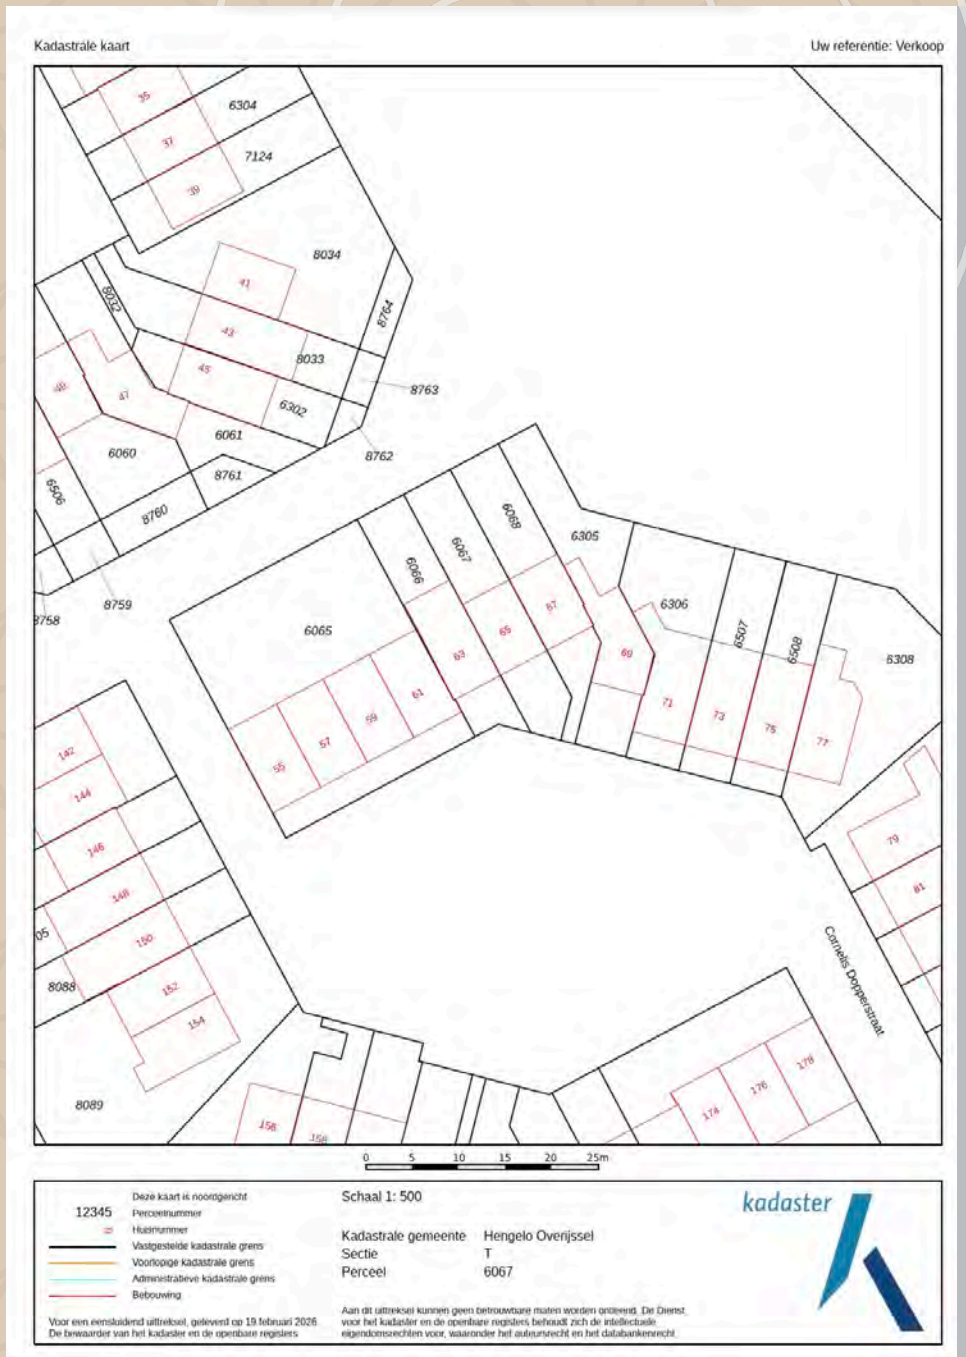 Kadastrale kaart
Uw referentie: Verkoop
35
6304
37
7124
39
8034
41
8032
8764
43
8033
45
8763
47
6302
6061
6060
8762
8761
6506
8760
6068
6305
6067
6066
8759
8758
6306
67
6065
6507
65
6508
63
69
6308
61
71
59
73
57
75
77
55
142
144
79
146
81
148
05
150
Cornelis Dopperstraat
8088
152
154
178
176
8089
174
156
158
0 5 10 15 20 25m
Deze kaart is noordgericht
12345 Perceelnummer
25 Huisnummer
Vastgestelde kadastrale grens
Voorlopige kadastrale grens
Administratieve kadastrale grens
Bebouwing
Voor een eensluidend uittreksel, geleverd op 19 februari 2026
De bewaarder van het kadaster en de openbare registers
Schaal 1: 500
Kadastrale gemeente Hengelo Overijssel
Sectie T
Perceel 6067
Aan dit uittreksel kunnen geen betrouwbare maten worden ontleend. De Dienst
voor het kadaster en de openbare registers behoudt zich de intellectuele
eigendomsrechten voor, waaronder het auteursrecht en het databankenrecht.
kadaster